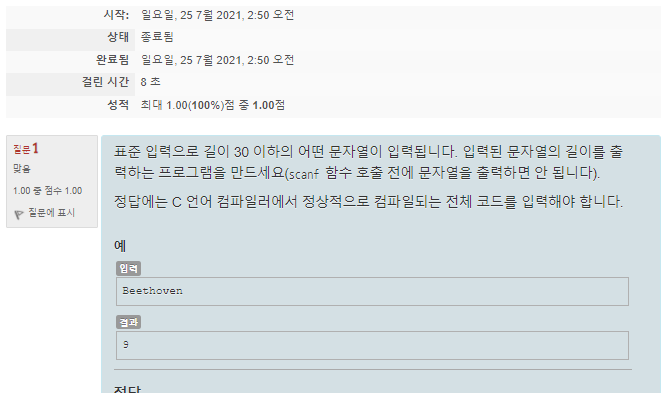 시작: 일요일, 25 7월 2021, 2:50 오전
상태 종료됨
완료됨 일요일, 25 7월 2021, 2:50 오전
걸린 시간 8 초
성적 최대 1.00(100%)점 중 1.00점
질문 1
맞음
1.00 중 점수 1.00
질문에 표시
표준 입력으로 길이 30 이하의 어떤 문자열이 입력됩니다. 입력된 문자열의 길이를 출
력하는 프로그램을 만드세요(scanf 함수 호출 전에 문자열을 출력하면 안 됩니다).
정답에는 C 언어 컴파일러에서 정상적으로 컴파일되는 전체 코드를 입력해야 합니다.
예
입력
Beethoven
결과
9
정답